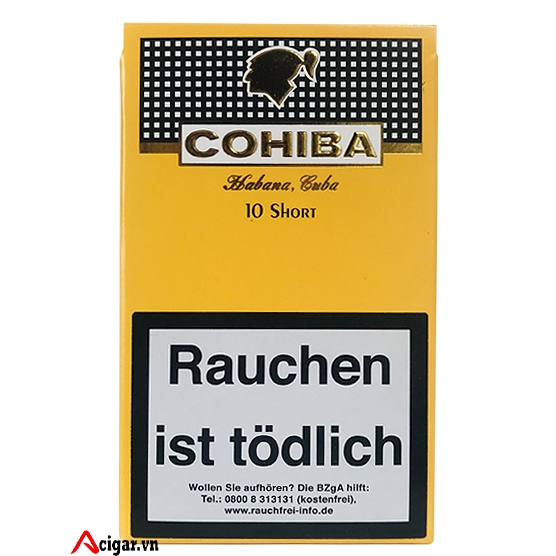 COHIBA
Habana, Cuba
10 SHORT
Rauchen
ist tödlich
Wollen Sie aufhören? Die BZgA hilft:
Tel.: 0800 8 313131 (kostenfrei),
www.rauchfrei-info.de
Acigar.vn